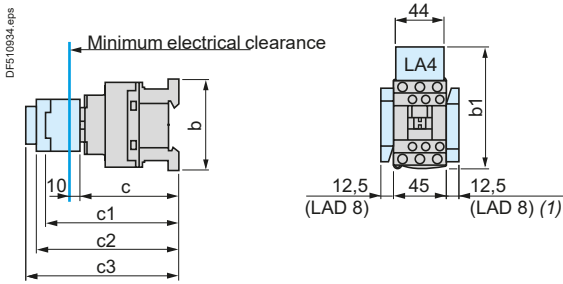 DF510934.eps
Minimum electrical clearance
b
10
c
c1
c2
c3
44
LA4
b1
12,5
45
12,5
(LAD 8)
(LAD 8) (1)